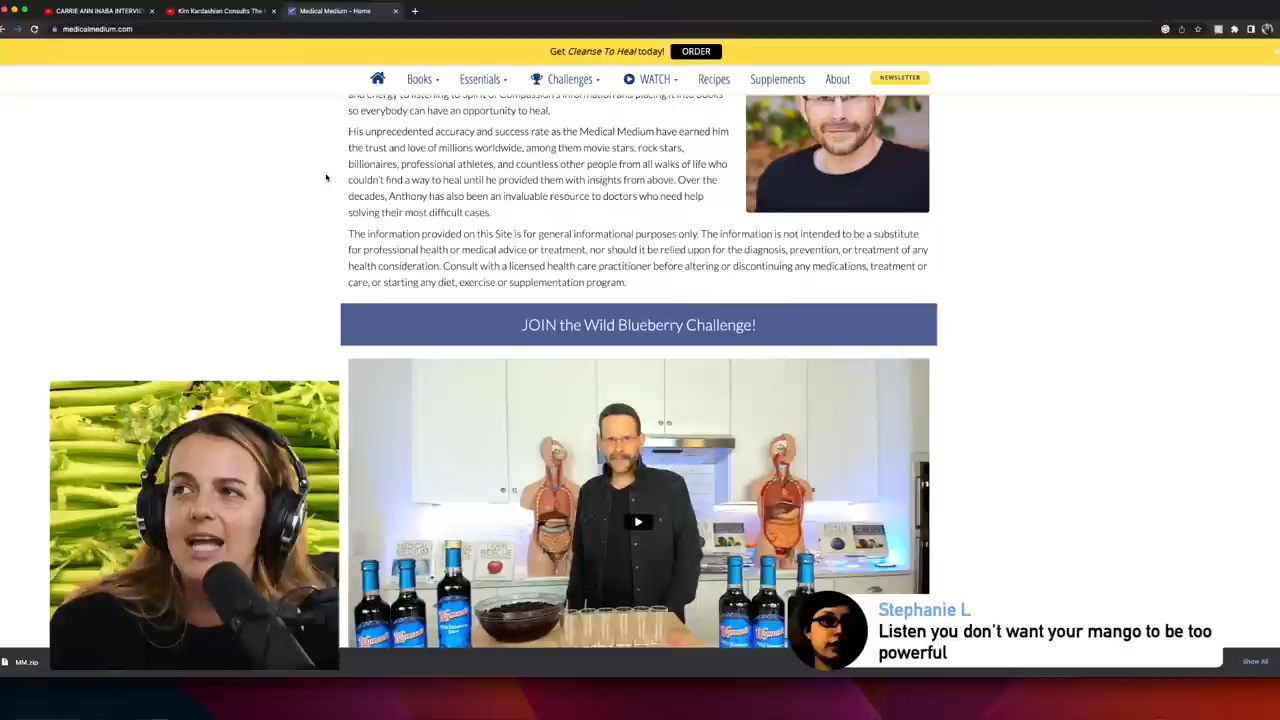 CARRIE ANN INABA INTERVIEW
Kim Kardashian Consults The
Medical Medium - Home
medicalmedium.com
Get Cleanse To Heal today! ORDER
Books
Essentials
Challenges
WATCH
Recipes
Supplements
About
NEWSLETTER
and energy to listening to Spirit of Compassion's information and placing it into books
so everybody can have an opportunity to heal.
His unprecedented accuracy and success rate as the Medical Medium have earned him
the trust and love of millions worldwide, among them movie stars, rock stars,
billionaires, professional athletes, and countless other people from all walks of life who
couldn't find a way to heal until he provided them with insights from above. Over the
decades, Anthony has also been an invaluable resource to doctors who need help
solving their most difficult cases.
The information provided on this Site is for general informational purposes only. The information is not intended to be a substitute
for professional health or medical advice or treatment, nor should it be relied upon for the diagnosis, prevention, or treatment of any
health consideration. Consult with a licensed health care practitioner before altering or discontinuing any medications, treatment or
care, or starting any diet, exercise or supplementation program.
JOIN the Wild Blueberry Challenge!
Wyman's
Stephanie L
Listen you don't want your mango to be too
powerful
MM.zip
Show All